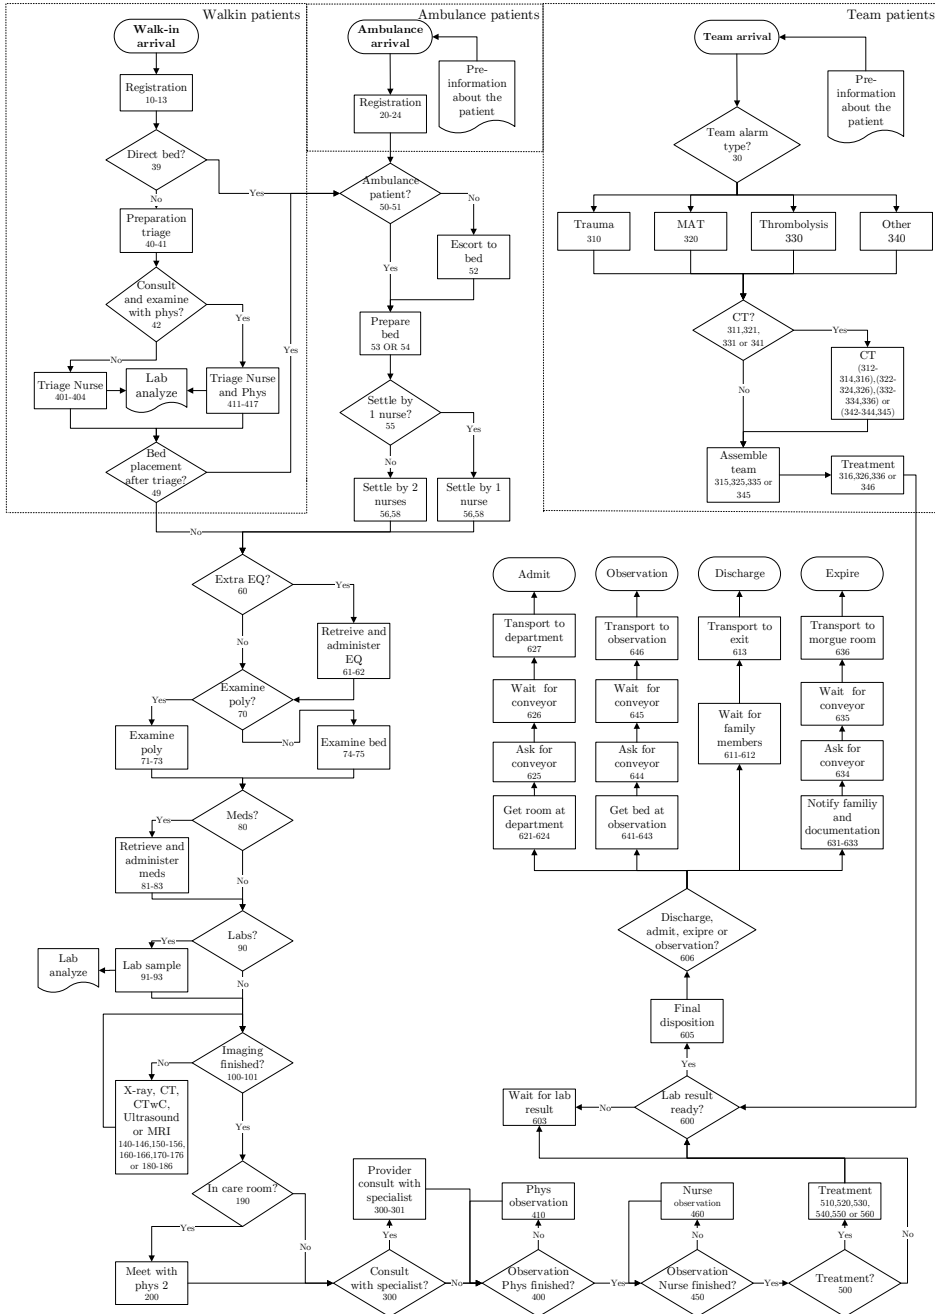 Walkin patients
Ambulance patients
Team patients
Walk-in
arrival
Registration
10-13
Direct bed?
39
Yes
No
Preparation
triage
40-41
Consult
and examine
with phys?
42
Yes
No
Triage Nurse
401-404
Lab
analyze
Triage Nurse
and Phys
411-417
Bed
placement
after triage?
49
Yes
No
Ambulance
arrival
Pre-
information
about the
patient
Registration
20-24
Ambulance
patient?
50-51
No
Yes
Escort to
bed
52
Prepare
bed
53 OR 54
Settle by
1 nurse?
55
Yes
No
Settle by 2
nurses
56,58
Settle by 1
nurse
56,58
Team arrival
Pre-
information
about the
patient
Team alarm
type?
30
Trauma
310
MAT
320
Thrombolysis
330
Other
340
CT?
311,321,
331 or 341
Yes
No
CT
(312-
314,316),(322-
324,326),(332-
334,336) or
(342-344,345)
Assemble
team
315,325,335 or
345
Treatment
316,326,336 or
346
Extra EQ?
60
Yes
No
Retreive and
administer
EQ
61-62
Examine
poly?
70
Yes
No
Examine
poly
71-73
Examine bed
74-75
Meds?
80
Yes
No
Retrieve and
administer
meds
81-83
Labs?
90
Yes
No
Lab
analyze
Lab sample
91-93
Imaging
finished?
100-101
No
Yes
X-ray, CT,
CTwC,
Ultrasound
or MRI
140-146,150-156,
160-166,170-176
or 180-186
In care room?
190
Yes
No
Meet with
phys 2
200
Provider
consult with
specialist
300-301
Yes
Consult
with specialist?
300
No
Phys
observation
410
No
Observation
Phys finished?
400
Yes
Nurse
observation
460
No
Observation
Nurse finished?
450
Yes
Treatment
510,520,530,
540,550 or 560
Yes
No
Treatment?
500
Admit
Observation
Discharge
Expire
Tansport to
department
627
Transport to
observation
646
Transport to
exit
613
Transport to
morgue room
636
Wait for
conveyor
626
Wait for
conveyor
645
Wait for
family
members
611-612
Wait for
conveyor
635
Ask for
conveyor
625
Ask for
conveyor
644
Ask for
conveyor
634
Get room at
department
621-624
Get bed at
observation
641-643
Notify familiy
and
documentation
631-633
Discharge,
admit, exipre or
observation?
606
Final
disposition
605
Yes
Wait for lab
result
603
No
Lab result
ready?
600